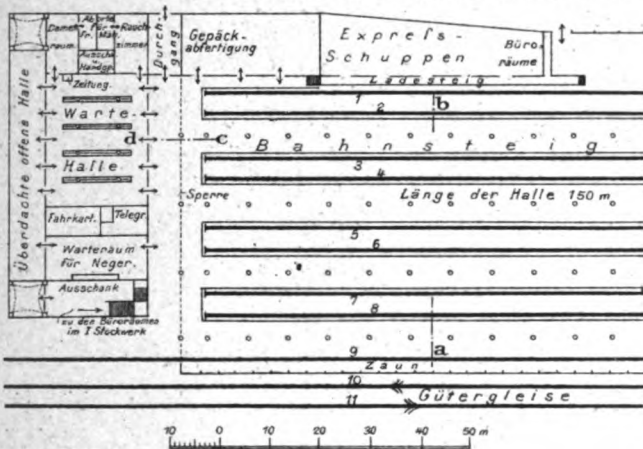 Damen
raum
Aborte
Für
Fr. Män.
Rauch-
zimmer
Aussch.
Handgp.
Durch-
gang
Gepäck-
abfertigung
Expreſs-
Schuppen
Büro-
räume
Ladesteig
Zeitung.
Überdachte offene Halle
Warte-
Halle
1
b
2
d
c
Bahnsteig
3
4
Sperre
Länge der Halle 150 m
Fahrkart.
Telegr.
5
6
Warteraum
für Neger.
Ausschank
7
8
zu den Büroräumen
im I Stockwerk
9
a
Zaun
10
Gütergleise
11
10 0 10 20 30 40 50 m